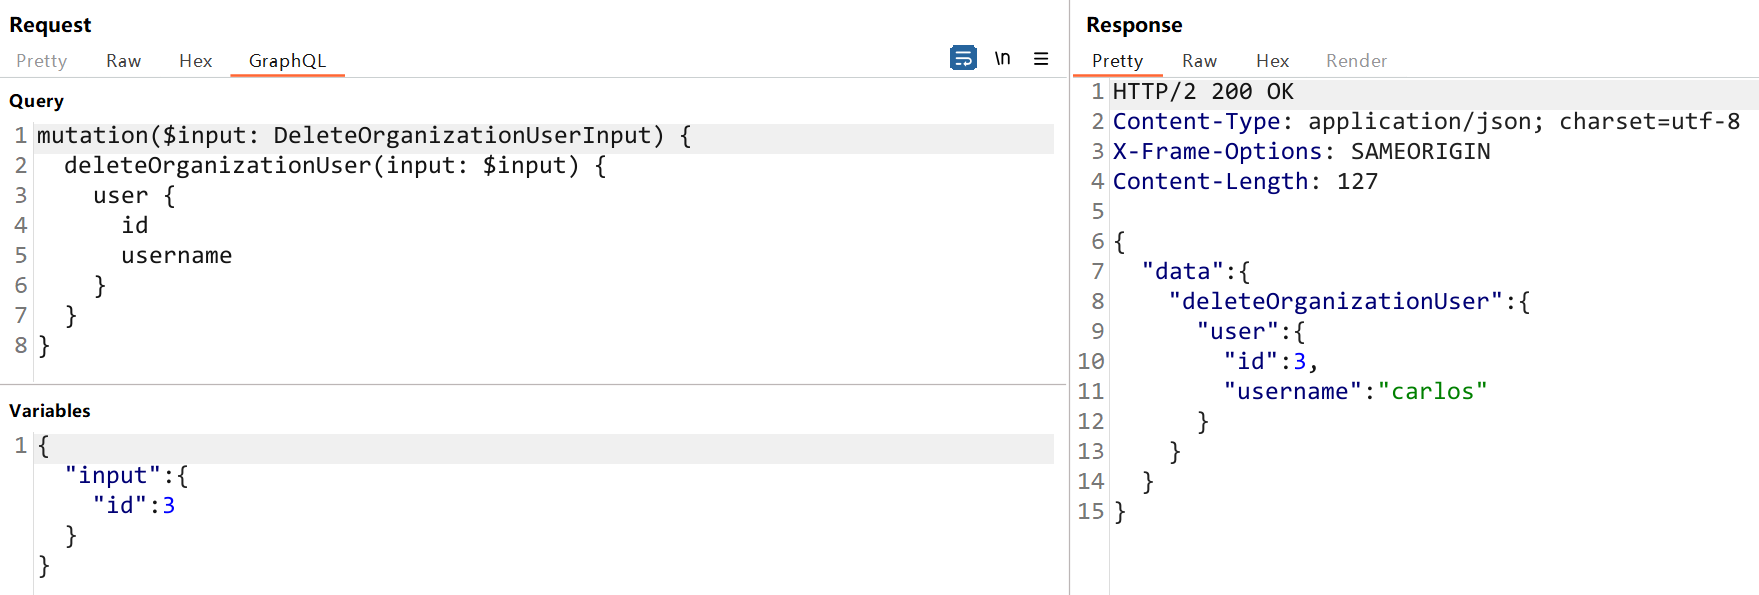 Request
Pretty Raw Hex GraphQL \n
Query
1 mutation($input: DeleteOrganizationUserInput) {
2   deleteOrganizationUser(input: $input) {
3     user {
4       id
5       username
6     }
7   }
8 }
Variables
1 {
  "input":{
    "id":3
  }
}
Response
Pretty Raw Hex Render
1 HTTP/2 200 OK
2 Content-Type: application/json; charset=utf-8
3 X-Frame-Options: SAMEORIGIN
4 Content-Length: 127
5
6 {
7   "data":{
8     "deleteOrganizationUser":{
9       "user":{
10         "id":3,
11         "username":"carlos"
12       }
13     }
14   }
15 }